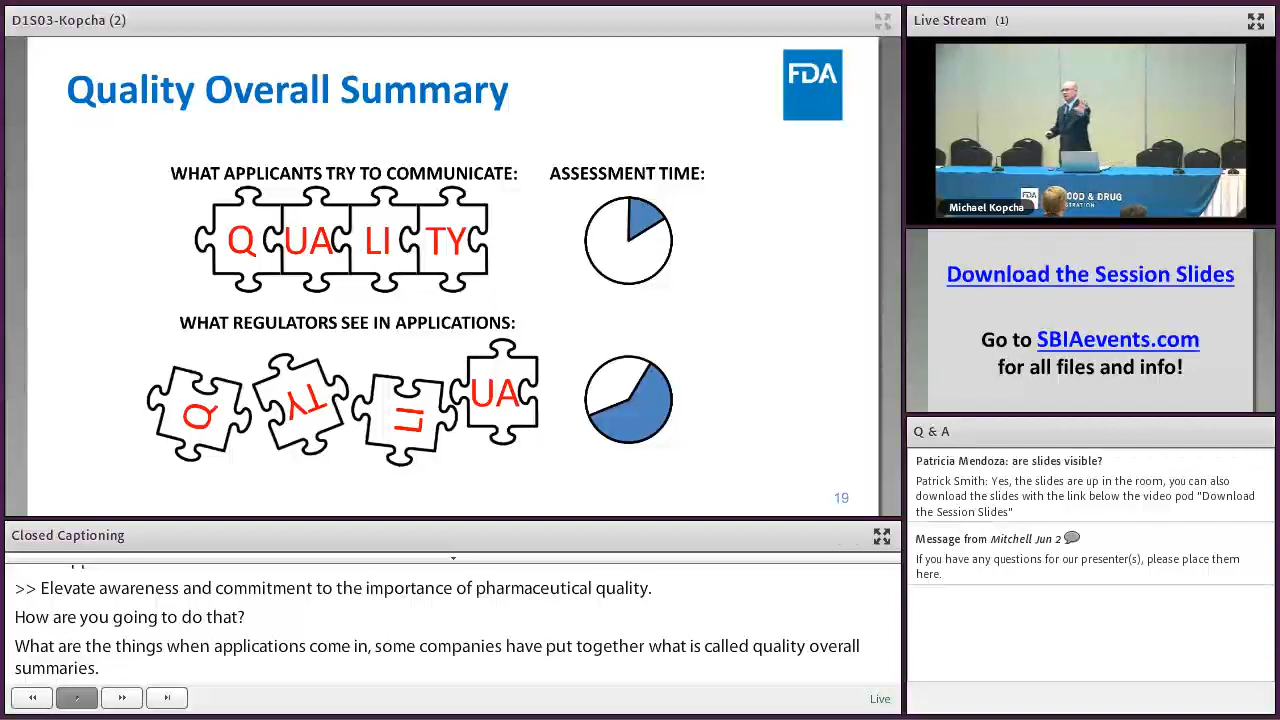 D1S03-Kopcha (2)
Quality Overall Summary
FDA
WHAT APPLICANTS TRY TO COMMUNICATE:
ASSESSMENT TIME:
Q UA LI TY
WHAT REGULATORS SEE IN APPLICATIONS:
Q TY LI UA
19
Closed Captioning
>> Elevate awareness and commitment to the importance of pharmaceutical quality.
How are you going to do that?
What are the things when applications come in, some companies have put together what is called quality overall
summaries.
Live
Live Stream (1)
FDA
OOD & DRUG
ISTRATION
Michael Kopcha
Download the Session Slides
Go to SBIAevents.com
for all files and info!
Q & A
Patricia Mendoza: are slides visible?
Patrick Smith: Yes, the slides are up in the room, you can also
download the slides with the link below the video pod "Download
the Session Slides"
Message from Mitchell Jun 2
If you have any questions for our presenter(s), please place them
here.